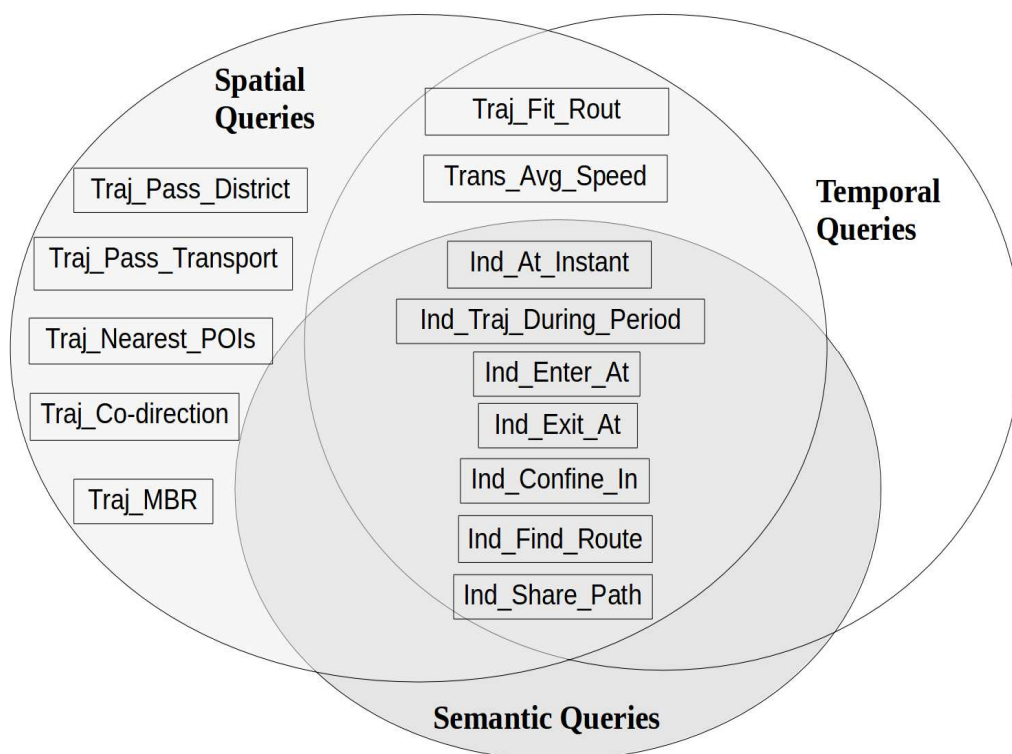 Spatial
Queries
Traj_Fit_Rout
Trans_Avg_Speed
Traj_Pass_District
Temporal
Queries
Traj_Pass_Transport
Ind_At_Instant
Ind_Traj_During_Period
Traj_Nearest_POIs
Ind_Enter_At
Traj_Co-direction
Ind_Exit_At
Ind_Confine_In
Traj_MBR
Ind_Find_Route
Ind_Share_Path
Semantic Queries